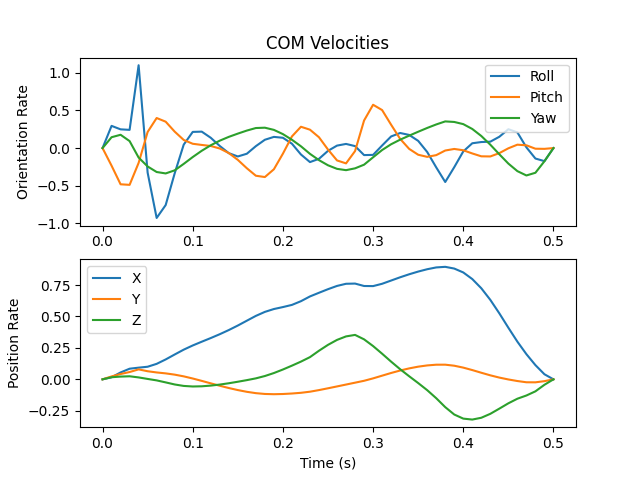 COM Velocities
Orientation Rate
1.0
0.5
0.0
−0.5
−1.0
Roll
Pitch
Yaw
0.0 0.1 0.2 0.3 0.4 0.5
Position Rate
0.75
0.50
0.25
0.00
−0.25
X
Y
Z
0.0 0.1 0.2 0.3 0.4 0.5
Time (s)